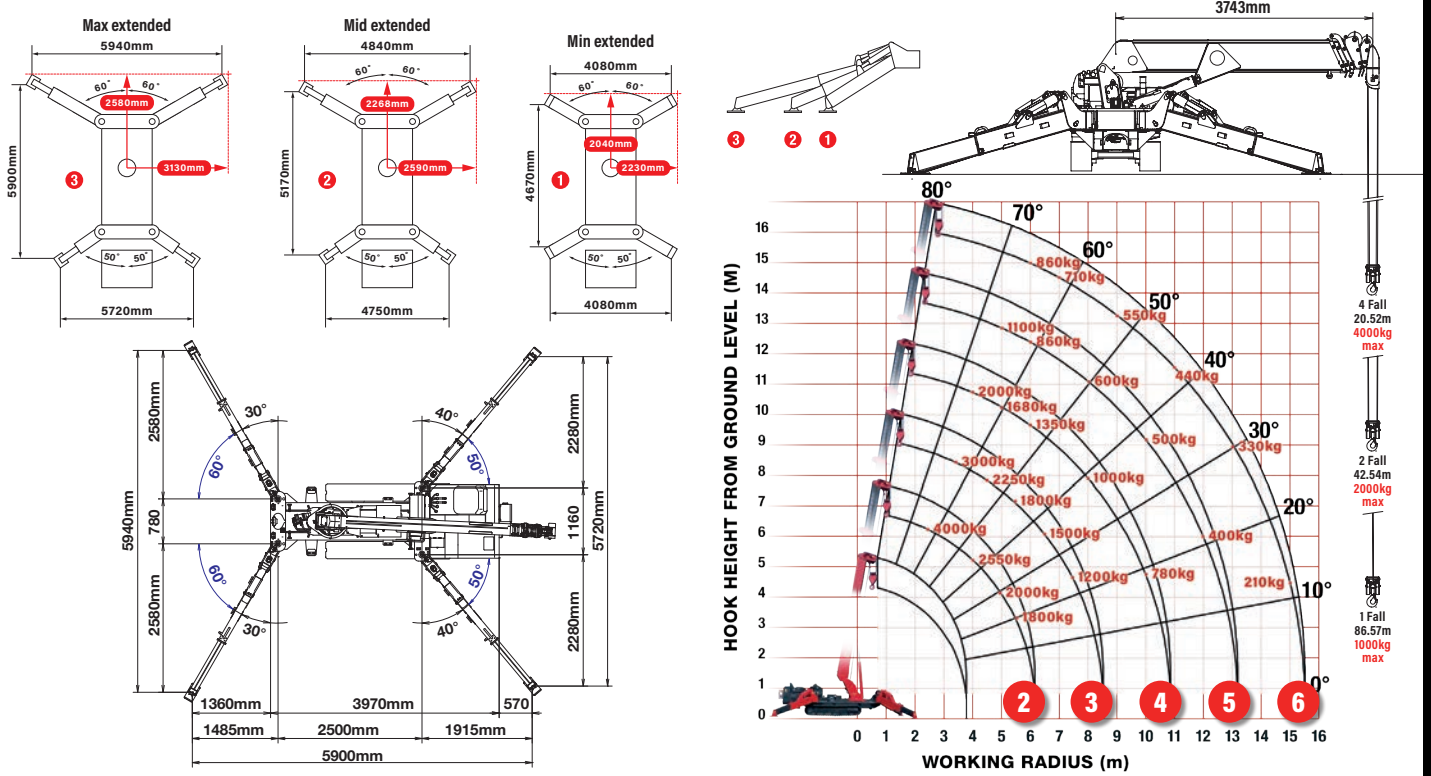 Max extended
5940mm
60° 60°
2580mm
3130mm
5900mm
3
50° 50°
5720mm
Mid extended
4840mm
60° 60°
2268mm
2590mm
5170mm
2
50° 50°
4750mm
Min extended
4080mm
60° 60°
2040mm
2230mm
4670mm
1
50° 50°
4080mm
5940mm
2580mm
780
2580mm
30°
60°
60°
30°
40°
50°
50°
40°
2280mm
1160
2280mm
5720mm
1360mm 3970mm 570
1485mm 2500mm 1915mm
5900mm
3743mm
3 2 1
HOOK HEIGHT FROM GROUND LEVEL (M)
16
15
14
13
12
11
10
9
8
7
6
5
4
3
2
1
0
80°
70°
60°
50°
40°
30°
20°
10°
0°
860kg
710kg
550kg
440kg
330kg
210kg
1100kg
860kg
600kg
500kg
400kg
2000kg
1680kg
1350kg
1000kg
780kg
3000kg
2250kg
1800kg
1500kg
1200kg
4000kg
2550kg
2000kg
1800kg
2 3 4 5 6
0 1 2 3 4 5 6 7 8 9 10 11 12 13 14 15 16
WORKING RADIUS (m)
4 Fall
20.52m
4000kg
max
2 Fall
42.54m
2000kg
max
1 Fall
86.57m
1000kg
max